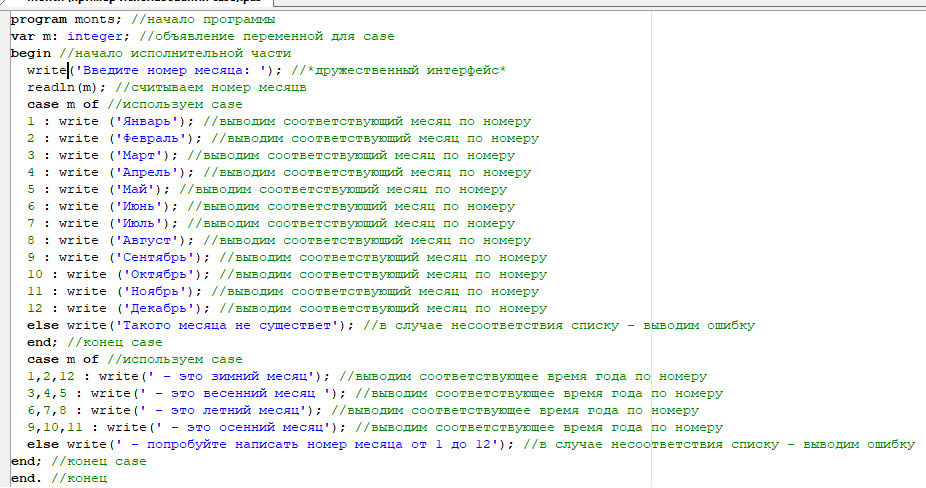 program monts; //начало программы
var m: integer; //объявление переменной для case
begin //начало исполнительной части
write('Введите номер месяца: '); //*дружественный интерфейс*
readln(m); //считываем номер месяцв
case m of //используем case
1 : write ('Январь'); //выводим соответствующий месяц по номеру
2 : write ('Февраль'); //выводим соответствующий месяц по номеру
3 : write ('Март'); //выводим соответствующий месяц по номеру
4 : write ('Апрель'); //выводим соответствующий месяц по номеру
5 : write ('Май'); //выводим соответствующий месяц по номеру
6 : write ('Июнь'); //выводим соответствующий месяц по номеру
7 : write ('Июль'); //выводим соответствующий месяц по номеру
8 : write ('Август'); //выводим соответствующий месяц по номеру
9 : write ('Сентябрь'); //выводим соответствующий месяц по номеру
10 : write ('Октябрь'); //выводим соответствующий месяц по номеру
11 : write ('Ноябрь'); //выводим соответствующий месяц по номеру
12 : write ('Декабрь'); //выводим соответствующий месяц по номеру
else write('Такого месяца не существет'); //в случае несоответствия списку - выводим ошибку
end; //конец case
case m of //используем case
1,2,12 : write(' - это зимний месяц'); //выводим соответствующее время года по номеру
3,4,5 : write(' - это весенний месяц '); //выводим соответствующее время года по номеру
6,7,8 : write(' - это летний месяц'); //выводим соответствующее время года по номеру
9,10,11 : write(' - это осенний месяц'); //выводим соответствующее время года по номеру
else write(' - попробуйте написать номер месяца от 1 до 12'); //в случае несоответствия списку - выводим ошибку
end; //конец case
end. //конец